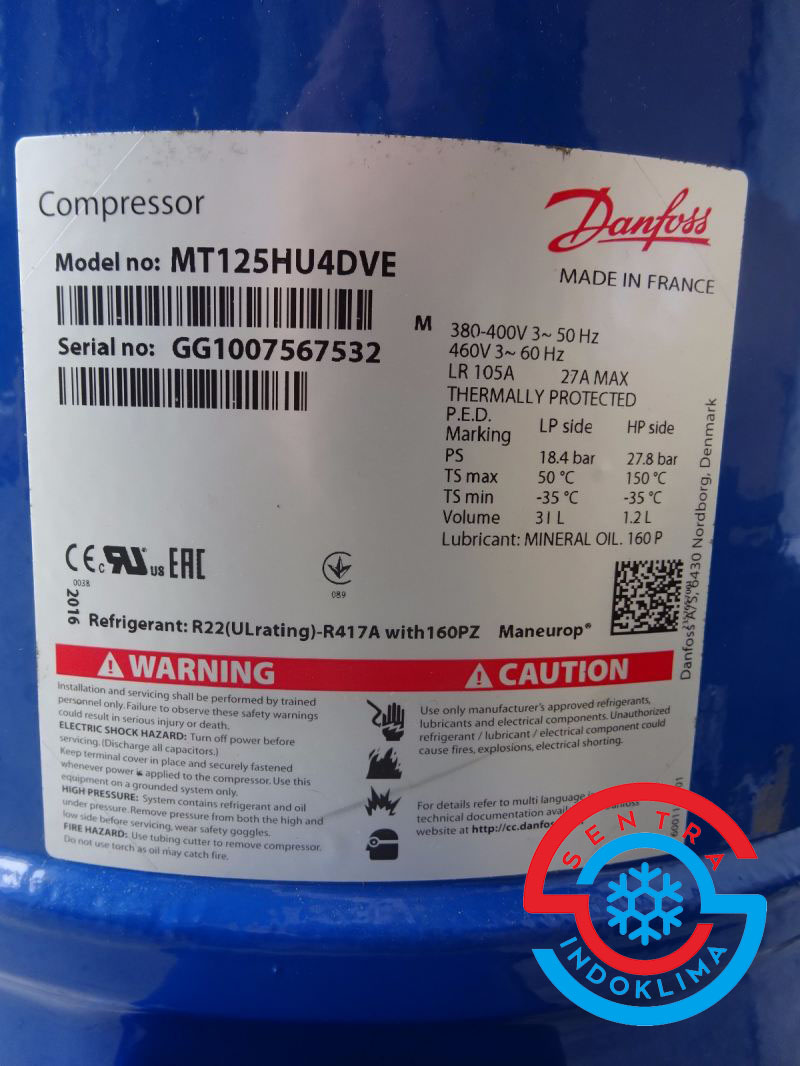 Compressor
Danfoss
MADE IN FRANCE
Model no: MT125HU4DVE
Serial no: GG1007567532
M 380-400V 3~ 50 Hz
460V 3~ 60 Hz
LR 105A 27A MAX
THERMALLY PROTECTED
P.E.D.
Marking LP side HP side
PS 18.4 bar 27.8 bar
TS max 50 °C 150 °C
TS min -35 °C -35 °C
Volume 31 L 1.2 L
Lubricant: MINERAL OIL. 160 P
CE c RU us EAC
0038
089
2016
Refrigerant: R22(ULrating)-R417A with160PZ Maneurop®
Danfoss A/S, 6430 Nordborg, Denmark
WARNING
Installation and servicing shall be performed by trained
personnel only. Failure to observe these safety warnings
could result in serious injury or death.
ELECTRIC SHOCK HAZARD: Turn off power before
servicing. (Discharge all capacitors.)
Keep terminal cover in place and securely fastened
whenever power is applied to the compressor. Use this
equipment on a grounded system only.
HIGH PRESSURE: System contains refrigerant and oil
under pressure. Remove pressure from both the high and
low side before servicing, wear safety goggles.
FIRE HAZARD: Use tubing cutter to remove compressor.
Do not use torch as oil may catch fire.
CAUTION
Use only manufacturer's approved refrigerants,
lubricants and electrical components. Unauthorized
refrigerant / lubricant / electrical component could
cause fires, explosions, electrical shorting.
For details refer to multi language
technical documentation
website at http://cc.danfos
SENTRA
INDOKLIMA